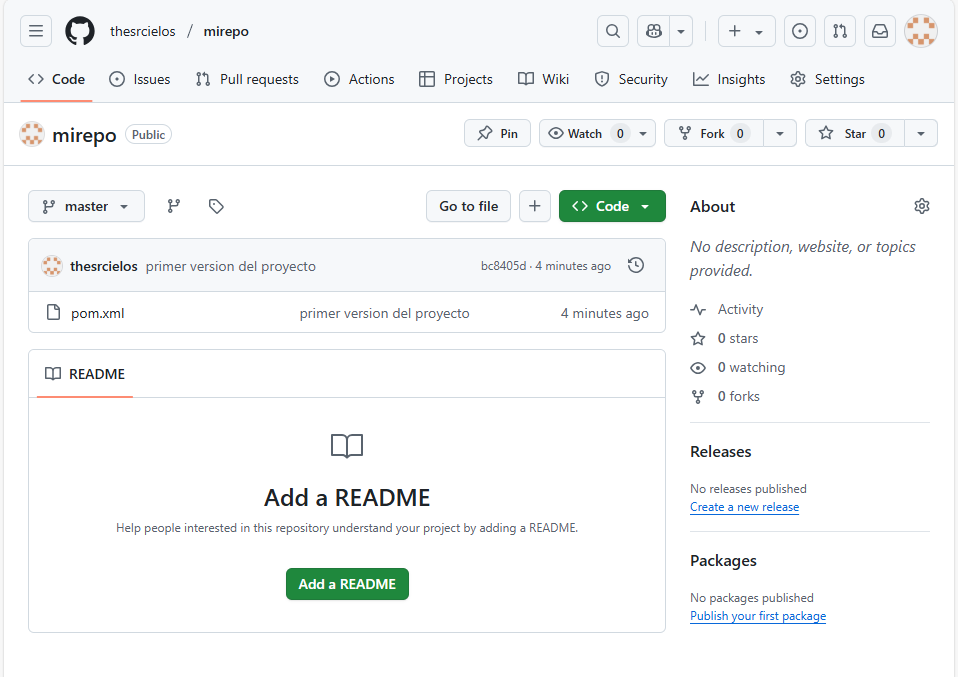 thesrcielos / mirepo
Code Issues Pull requests Actions Projects Wiki Security Insights Settings
mirepo Public Pin Watch 0 Fork 0 Star 0
master Go to file Code
thesrcielos primer version del proyecto bc8405d · 4 minutes ago
pom.xml primer version del proyecto 4 minutes ago
README
Add a README
Help people interested in this repository understand your project by adding a README.
Add a README
About
No description, website, or topics
provided.
Activity
0 stars
0 watching
0 forks
Releases
No releases published
Create a new release
Packages
No packages published
Publish your first package